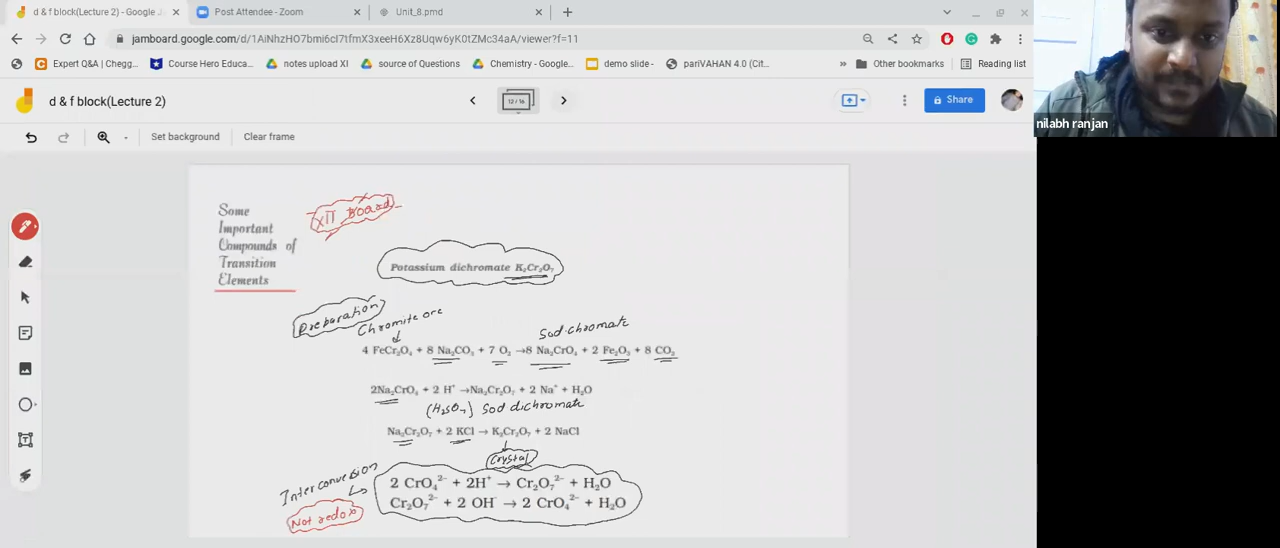 d & f block(Lecture 2) - Google J
Post Attendee - Zoom
Unit_8.pmd
jamboard.google.com/d/1AiNhzHO7bmi6cI7tfmX3xeeH6Xz8Uqw6yK0tZMc34aA/viewer?f=11
Expert Q&A | Chegg...
Course Hero Educa...
notes upload XI
source of Questions
Chemistry - Google...
demo slide -
pariVAHAN 4.0 (Cit...
»
Other bookmarks
Reading list
d & f block(Lecture 2)
12 / 16
Share
nilabh ranjan
Set background
Clear frame
Some
Important
Compounds of
Transition
Elements
XII Board
Potassium dichromate K₂Cr₂O₇
Preparation
Chromite ore
Sod chromate
4 FeCr₂O₄ + 8 Na₂CO₃ + 7 O₂ →8 Na₂CrO₄ + 2 Fe₂O₃ + 8 CO₂
2Na₂CrO₄ + 2 H⁺ →Na₂Cr₂O₇ + 2 Na⁺ + H₂O
(H₂SO₄) Sod dichromate
Na₂Cr₂O₇ + 2 KCl → K₂Cr₂O₇ + 2 NaCl
Crystal
Interconversion
2 CrO₄²⁻ + 2H⁺ → Cr₂O₇²⁻ + H₂O
Cr₂O₇²⁻ + 2 OH⁻ → 2 CrO₄²⁻ + H₂O
Not redox